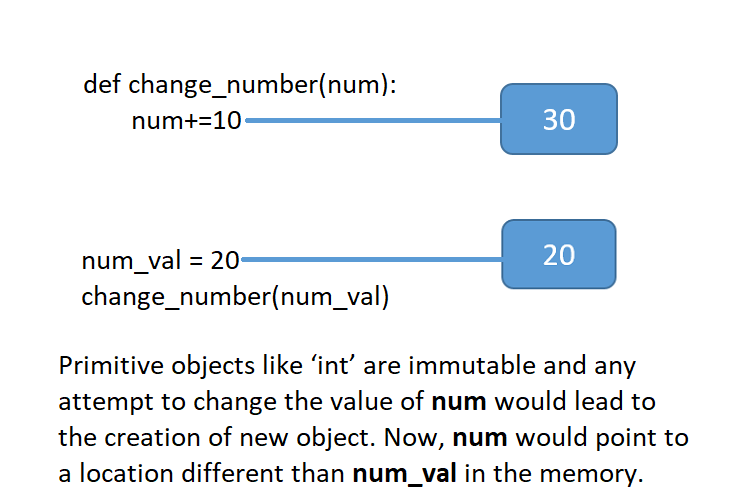 def change_number(num):
num+=10
30
num_val = 20
20
change_number(num_val)
Primitive objects like ‘int’ are immutable and any
attempt to change the value of num would lead to
the creation of new object. Now, num would point to
a location different than num_val in the memory.